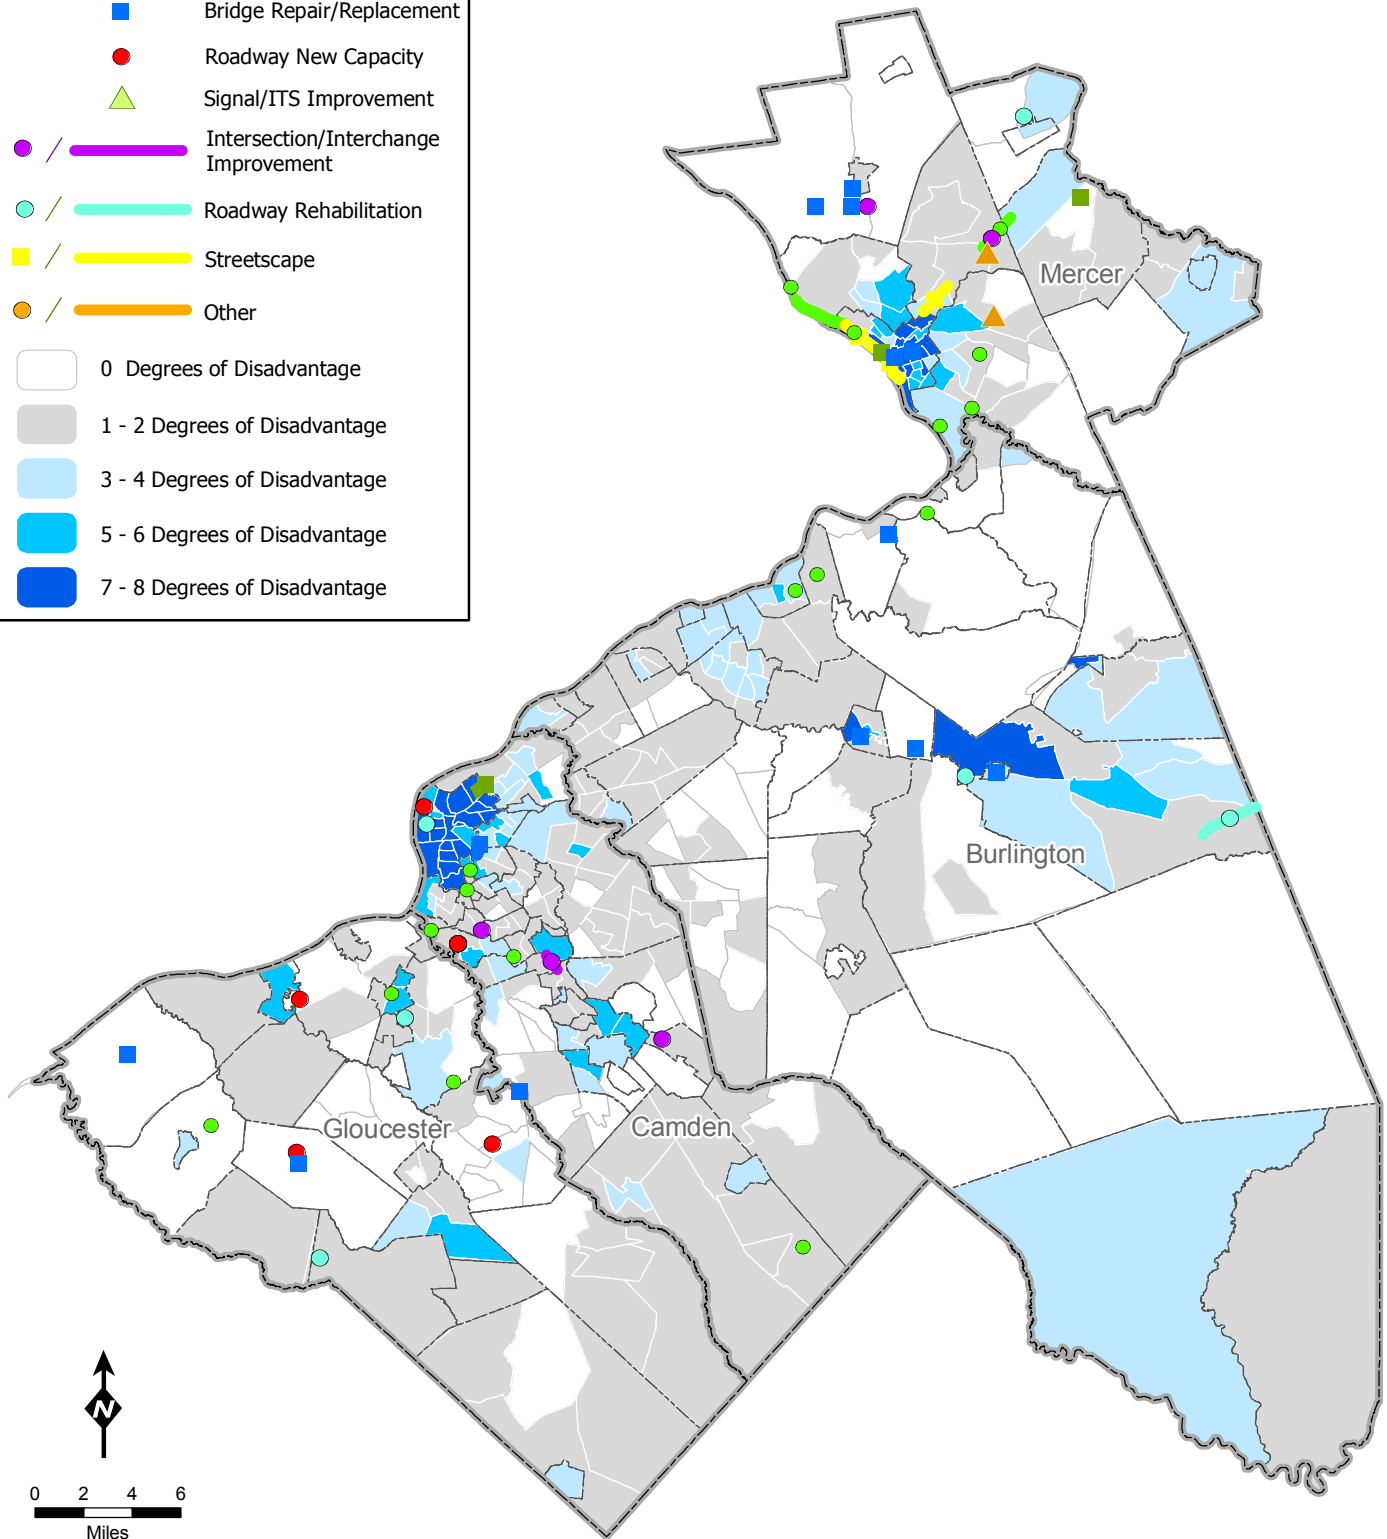 Bridge Repair/Replacement
Roadway New Capacity
Signal/ITS Improvement
Intersection/Interchange
Improvement
Roadway Rehabilitation
Streetscape
Other
0 Degrees of Disadvantage
1 - 2 Degrees of Disadvantage
3 - 4 Degrees of Disadvantage
5 - 6 Degrees of Disadvantage
7 - 8 Degrees of Disadvantage
Mercer
Burlington
Gloucester
Camden
N
0 2 4 6
Miles